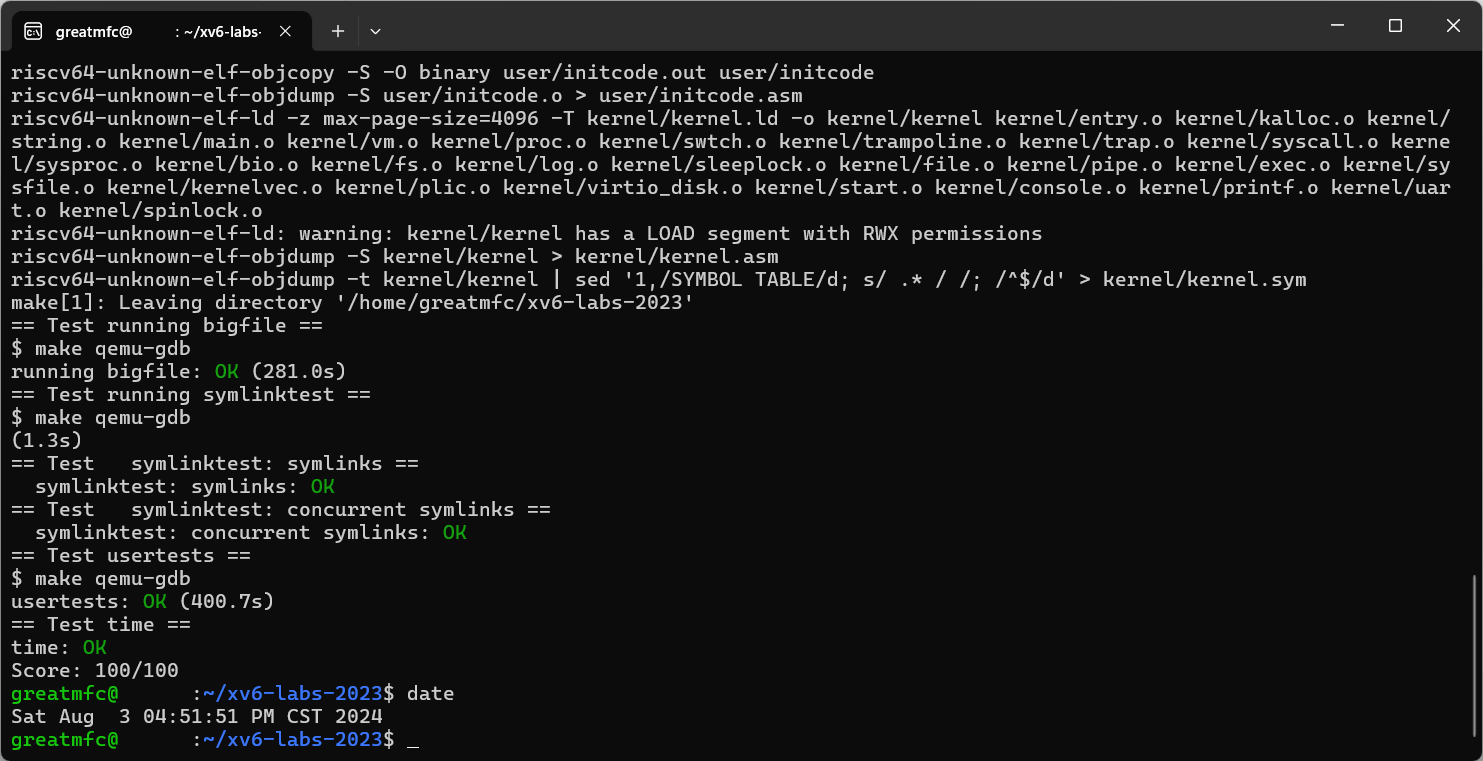 greatmfc@ : ~/xv6-labs-
riscv64-unknown-elf-objcopy -S -O binary user/initcode.out user/initcode
riscv64-unknown-elf-objdump -S user/initcode.o > user/initcode.asm
riscv64-unknown-elf-ld -z max-page-size=4096 -T kernel/kernel.ld -o kernel/kernel kernel/entry.o kernel/kalloc.o kernel/
string.o kernel/main.o kernel/vm.o kernel/proc.o kernel/swtch.o kernel/trampoline.o kernel/trap.o kernel/syscall.o kerne
l/sysproc.o kernel/bio.o kernel/fs.o kernel/log.o kernel/sleeplock.o kernel/file.o kernel/pipe.o kernel/exec.o kernel/sy
sfile.o kernel/kernelvec.o kernel/plic.o kernel/virtio_disk.o kernel/start.o kernel/console.o kernel/printf.o kernel/uar
t.o kernel/spinlock.o
riscv64-unknown-elf-ld: warning: kernel/kernel has a LOAD segment with RWX permissions
riscv64-unknown-elf-objdump -S kernel/kernel > kernel/kernel.asm
riscv64-unknown-elf-objdump -t kernel/kernel | sed '1,/SYMBOL TABLE/d; s/ .* / /; /^$/d' > kernel/kernel.sym
make[1]: Leaving directory '/home/greatmfc/xv6-labs-2023'
== Test running bigfile ==
$ make qemu-gdb
running bigfile: OK (281.0s)
== Test running symlinktest ==
$ make qemu-gdb
(1.3s)
== Test   symlinktest: symlinks ==
  symlinktest: symlinks: OK
== Test   symlinktest: concurrent symlinks ==
  symlinktest: concurrent symlinks: OK
== Test usertests ==
$ make qemu-gdb
usertests: OK (400.7s)
== Test time ==
time: OK
Score: 100/100
greatmfc@      :~/xv6-labs-2023$ date
Sat Aug  3 04:51:51 PM CST 2024
greatmfc@      :~/xv6-labs-2023$ _